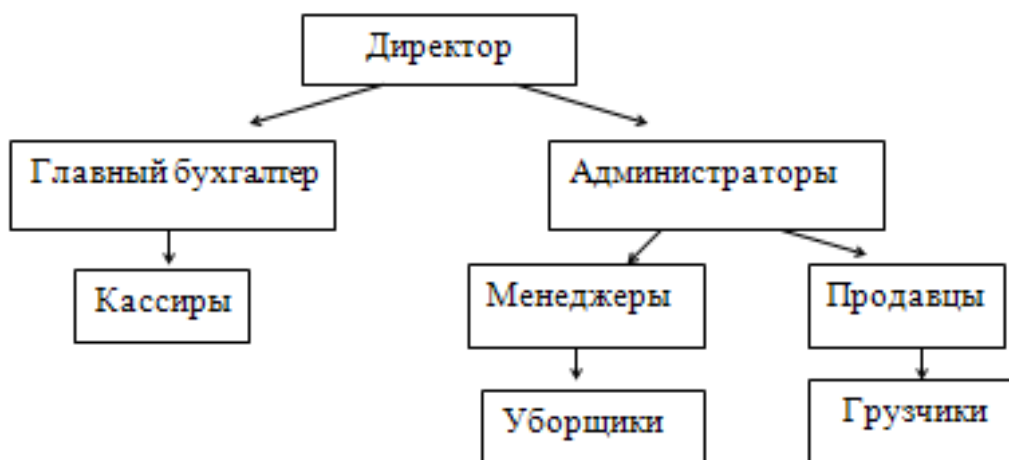 Директор
Главный бухгалтер
Администраторы
Кассиры
Менеджеры
Продавцы
Уборщики
Грузчики